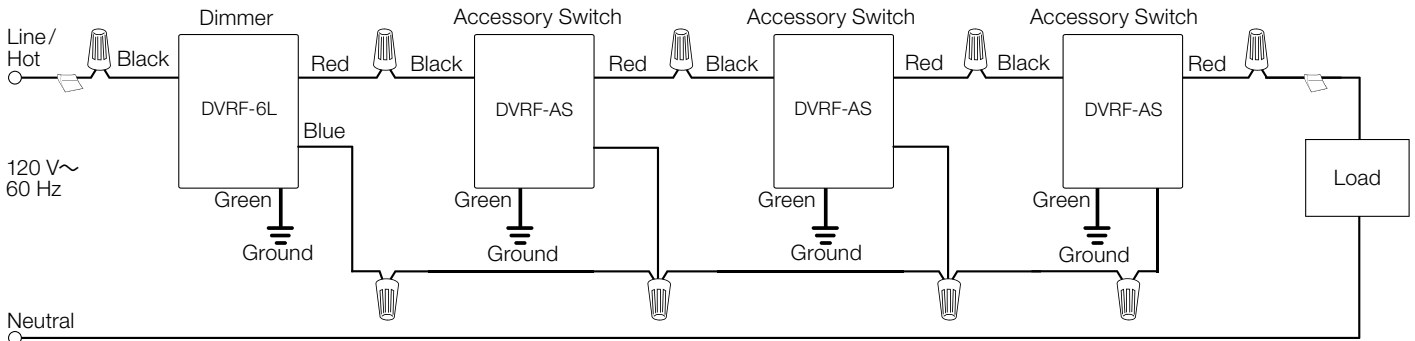 Dimmer
Accessory Switch
Accessory Switch
Accessory Switch
Line/
Hot
Black
Red
Black
Red
Black
Red
Black
Red
DVRF-6L
DVRF-AS
DVRF-AS
DVRF-AS
Blue
120 V~
60 Hz
Load
Green
Green
Green
Green
Ground
Ground
Ground
Ground
Neutral